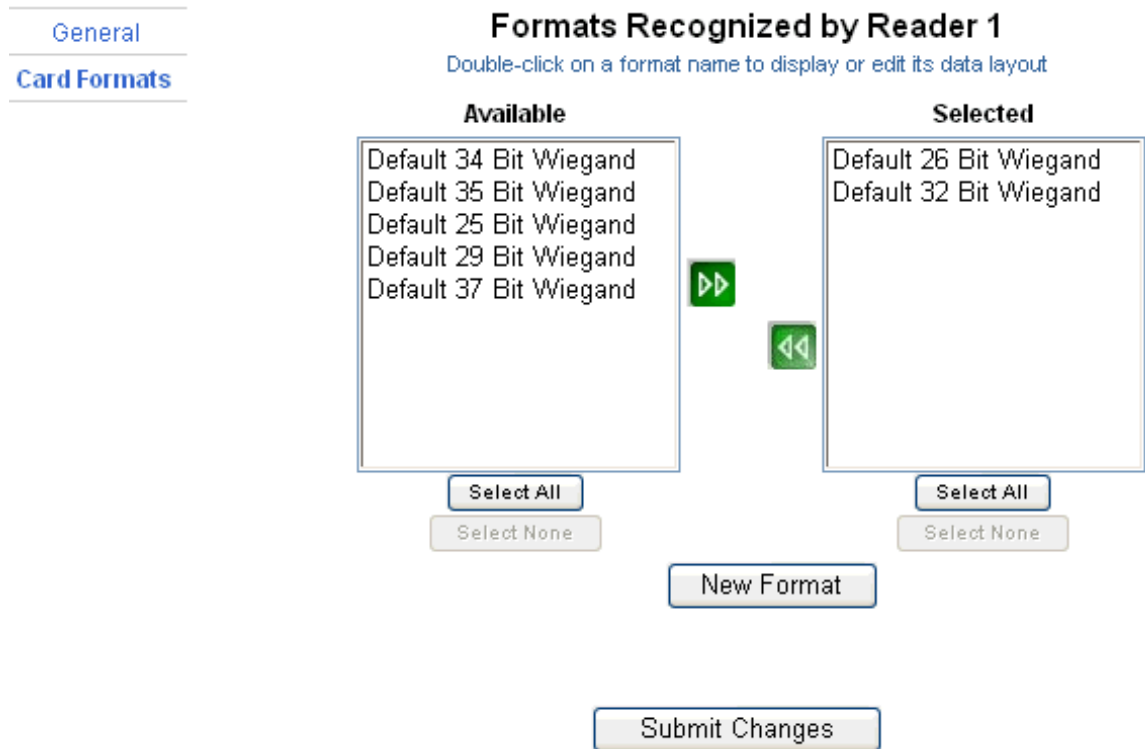 General
Card Formats
Formats Recognized by Reader 1
Double-click on a format name to display or edit its data layout
Available
Default 34 Bit Wiegand
Default 35 Bit Wiegand
Default 25 Bit Wiegand
Default 29 Bit Wiegand
Default 37 Bit Wiegand
Select All
Select None
Selected
Default 26 Bit Wiegand
Default 32 Bit Wiegand
Select All
Select None
New Format
Submit Changes